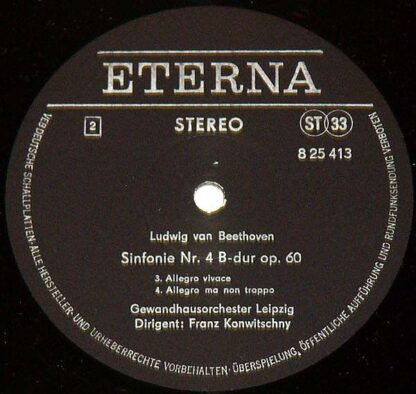 ETERNA
2
STEREO
ST 33
8 25 413
Ludwig van Beethoven
Sinfonie Nr. 4 B-dur op. 60
3. Allegro vivace
4. Allegro ma non troppo
Gewandhausorchester Leipzig
Dirigent: Franz Konwitschny
VEB DEUTSCHE SCHALLPLATTEN · ALLE HERSTELLER- UND URHEBERRECHTE VORBEHALTEN · ÜBERSPIELUNG, ÖFFENTLICHE AUFFÜHRUNG UND RUNDFUNKSENDUNG VERBOTEN